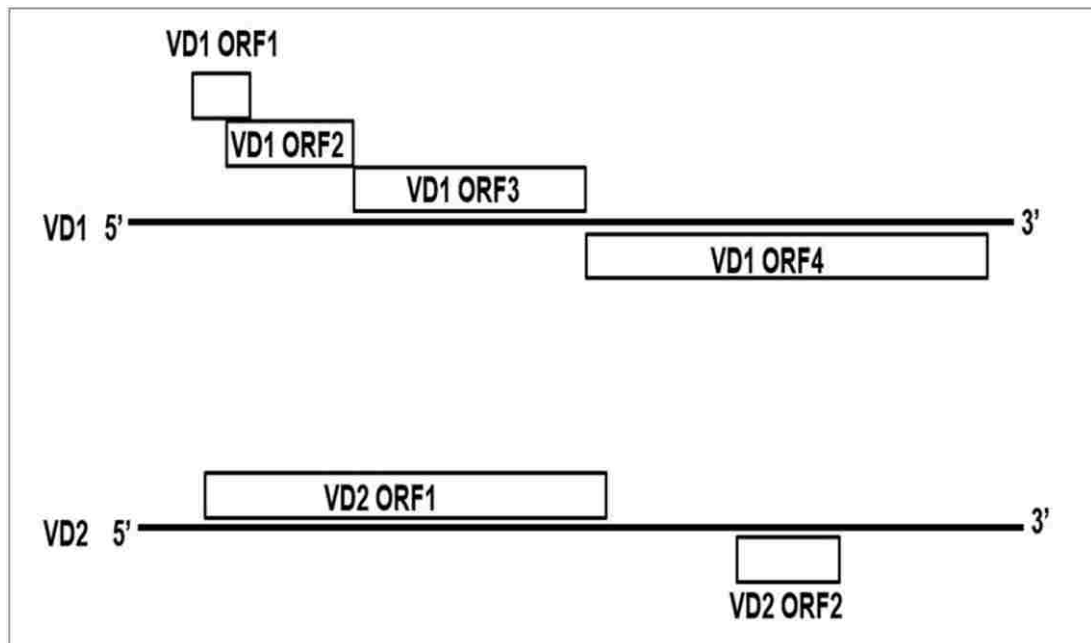 VD1 ORF1
VD1 ORF2
VD1 ORF3
VD1 5’ 3’
VD1 ORF4
VD2 ORF1
VD2 5’ 3’
VD2 ORF2